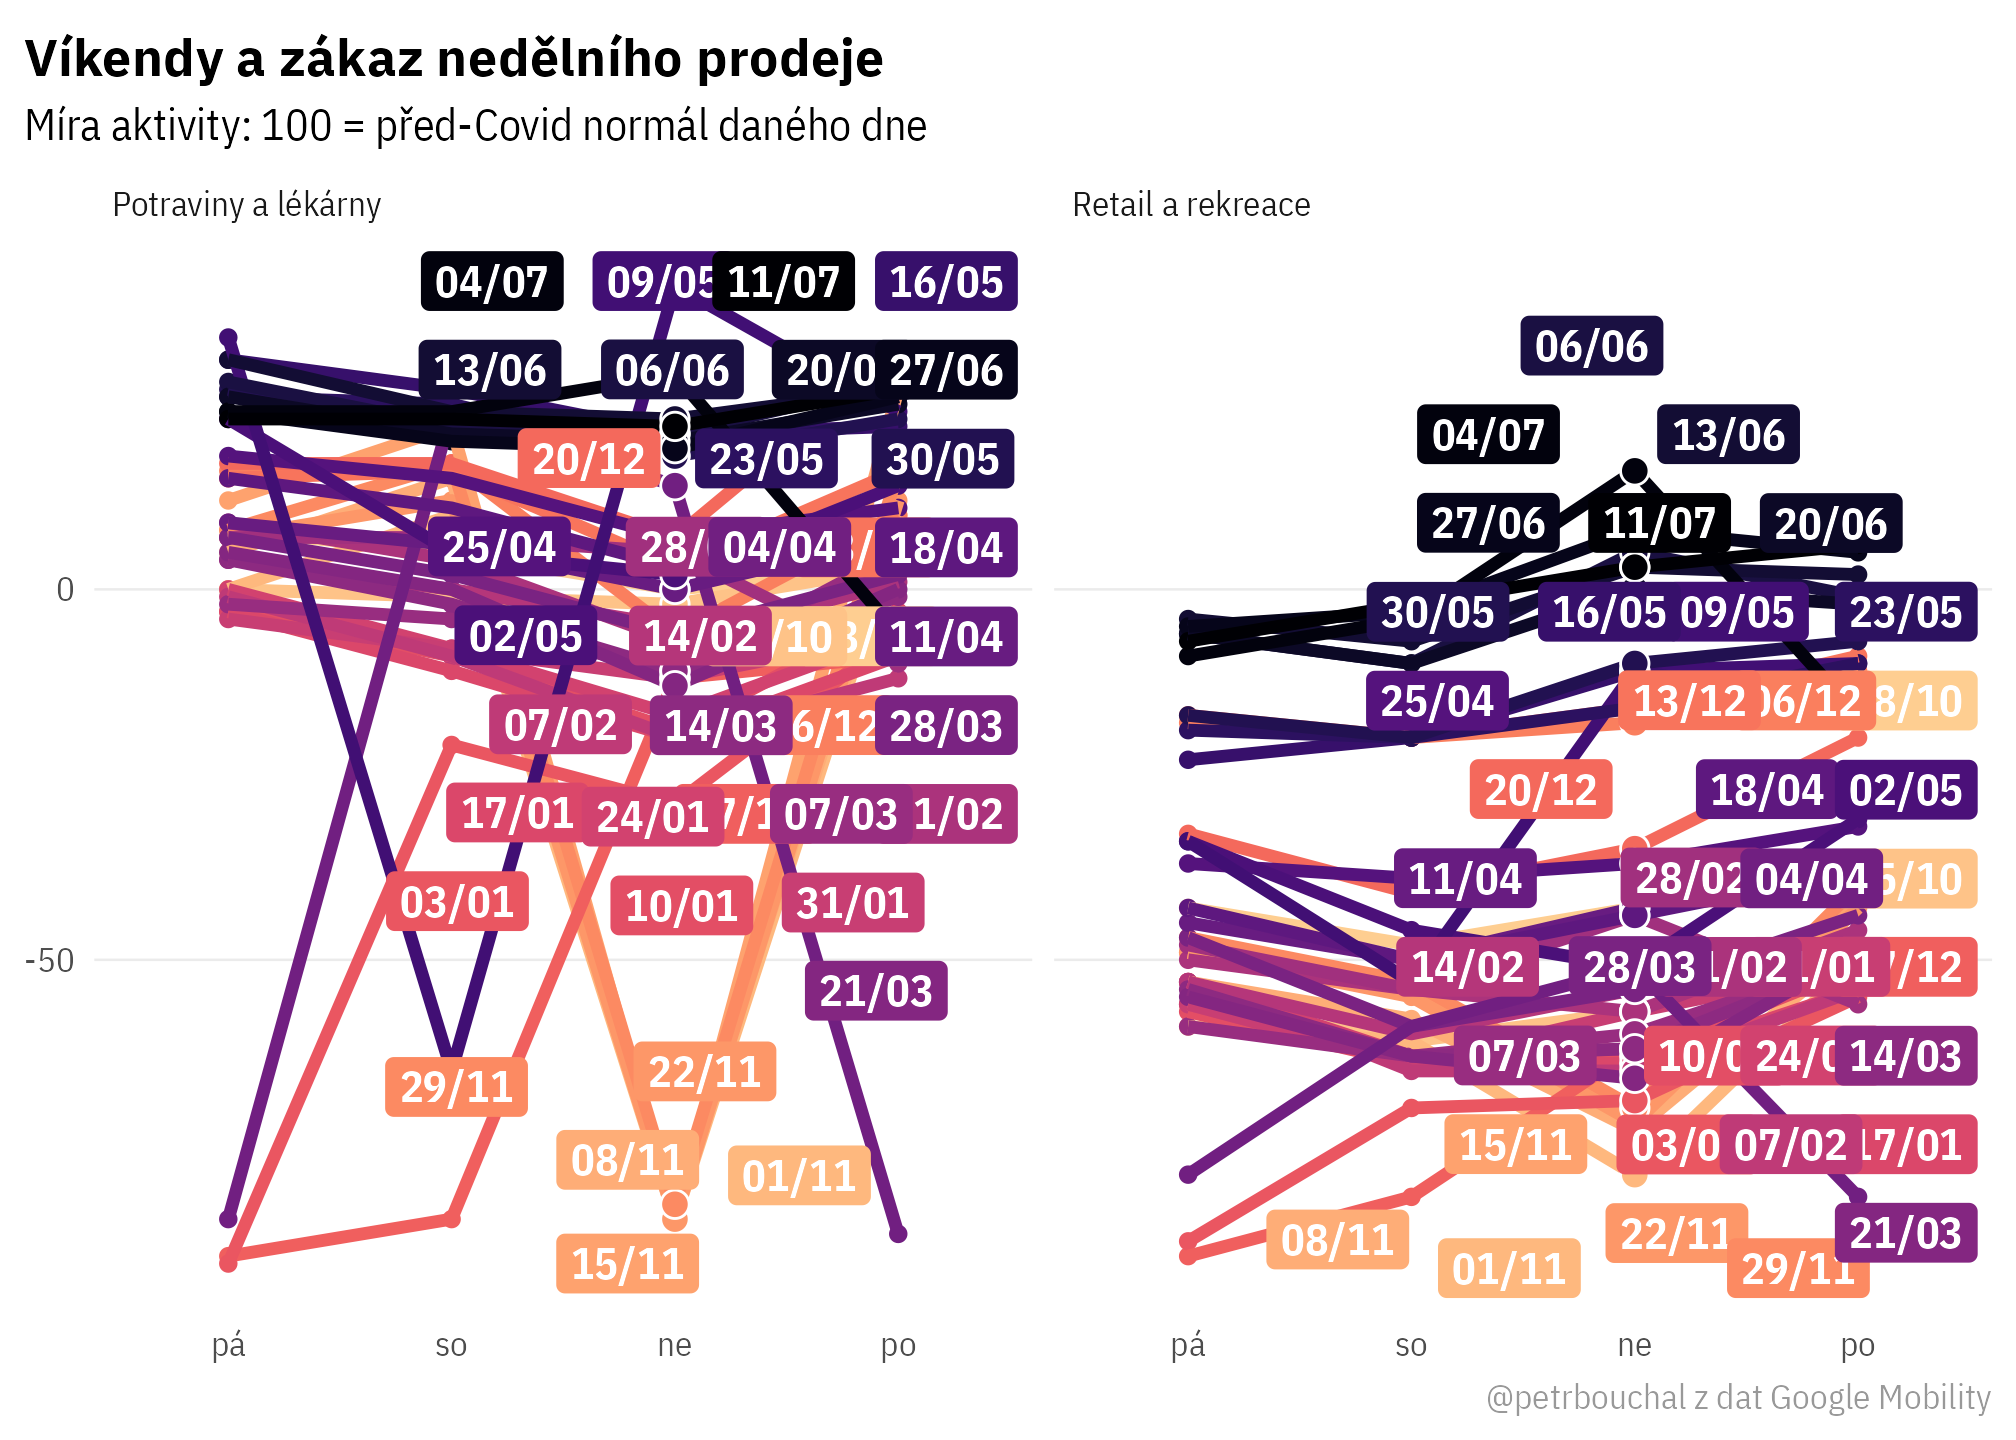 Víkendy a zákaz nedělního prodeje
Míra aktivity: 100 = před-Covid normál daného dne
Potraviny a lékárny
Retail a rekreace
04/07 09/05 11/07 16/05
13/06 06/06 20/0 27/06
20/12 23/05 30/05
25/04 28/ 04/04 18/04
0
02/05 14/02 /10 11/04
07/02 14/03 6/12 28/03
17/01 24/01 07/03 1/02
03/01 10/01 31/01
-50
21/03
29/11 22/11
08/11 01/11
15/11
06/06
04/07 13/06
27/06 11/07 20/06
30/05 16/05 09/05 23/05
25/04 13/12 06/12 8/10
20/12 18/04 02/05
11/04 28/02 04/04 5/10
14/02 28/03 1/02 /01 7/12
07/03 10/0 24/0 14/03
15/11 03/0 07/02 17/01
08/11 22/11 21/03
01/11 29/11
pá so ne po
pá so ne po
@petrbouchal z dat Google Mobility